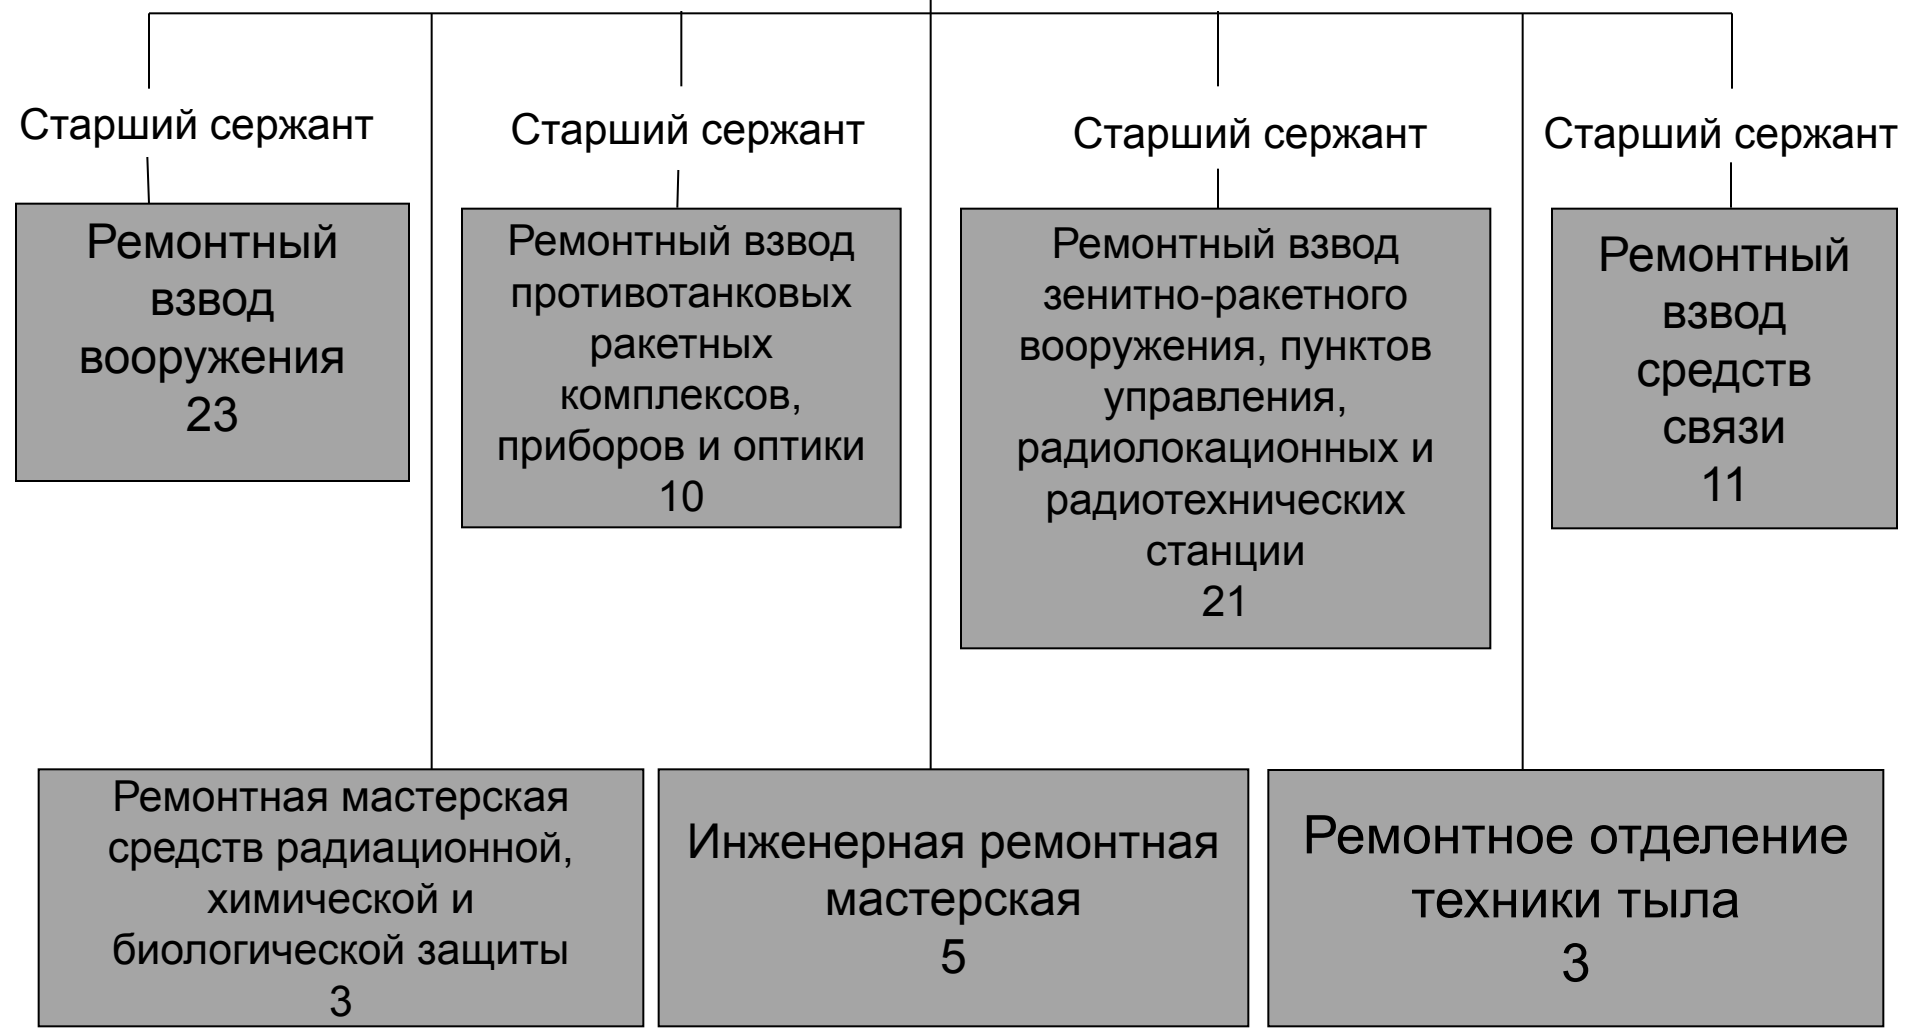 Старший сержант
Старший сержант
Старший сержант
Старший сержант
Ремонтный
взвод
вооружения
23
Ремонтный взвод
противотанковых
ракетных
комплексов,
приборов и оптики
10
Ремонтный взвод
зенитно-ракетного
вооружения, пунктов
управления,
радиолокационных и
радиотехнических
станции
21
Ремонтный
взвод
средств
связи
11
Ремонтная мастерская
средств радиационной,
химической и
биологической защиты
3
Инженерная ремонтная
мастерская
5
Ремонтное отделение
техники тыла
3